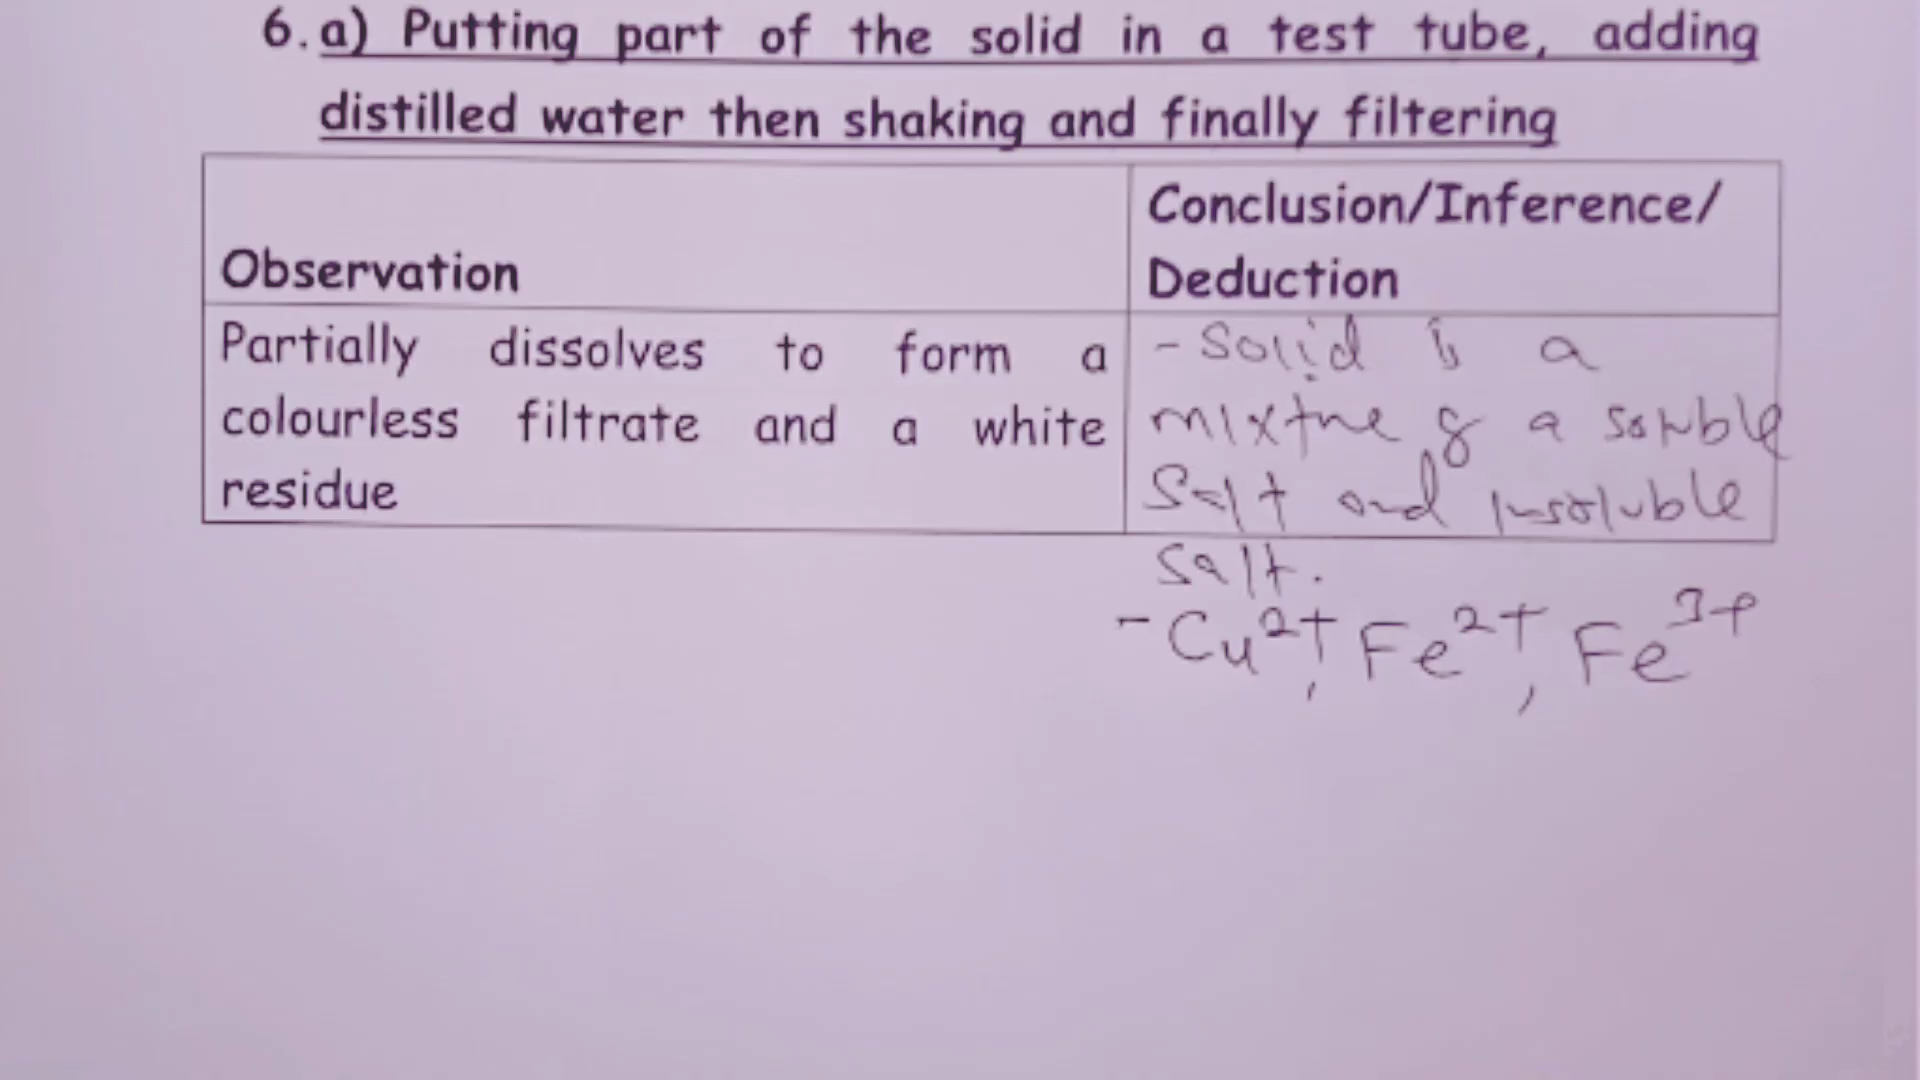 6. a) Putting part of the solid in a test tube, adding
distilled water then shaking and finally filtering
Observation
Conclusion/Inference/
Deduction
Partially dissolves to form a
colourless filtrate and a white
residue
- Solid is a
mixture of a soluble
Salt and insoluble
salt.
- Cu²⁺, Fe²⁺, Fe³⁺